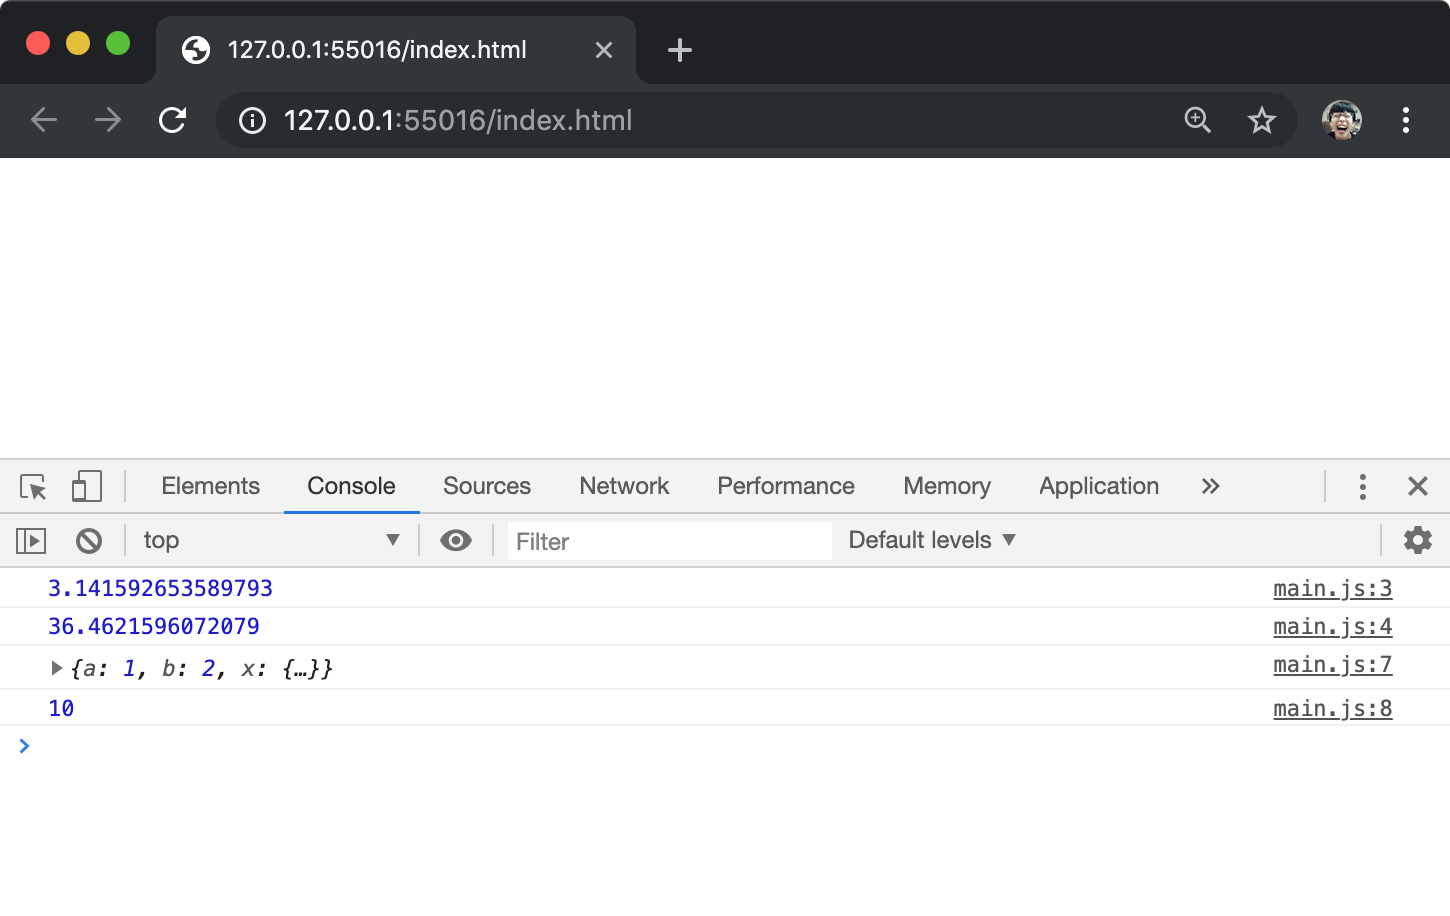 127.0.0.1:55016/index.html
127.0.0.1:55016/index.html
Elements Console Sources Network Performance Memory Application
top Filter Default levels
3.141592653589793 main.js:3
36.4621596072079 main.js:4
{a: 1, b: 2, x: {…}} main.js:7
10 main.js:8